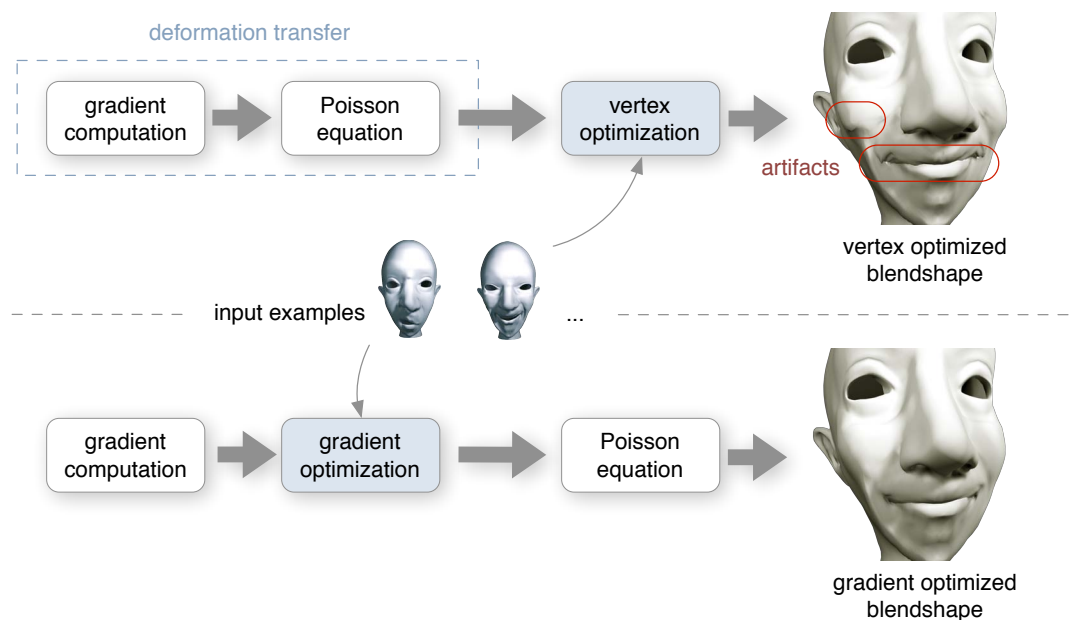 deformation transfer
gradient
computation
Poisson
equation
vertex
optimization
artifacts
vertex optimized
blendshape
input examples
...
gradient
computation
gradient
optimization
Poisson
equation
gradient optimized
blendshape